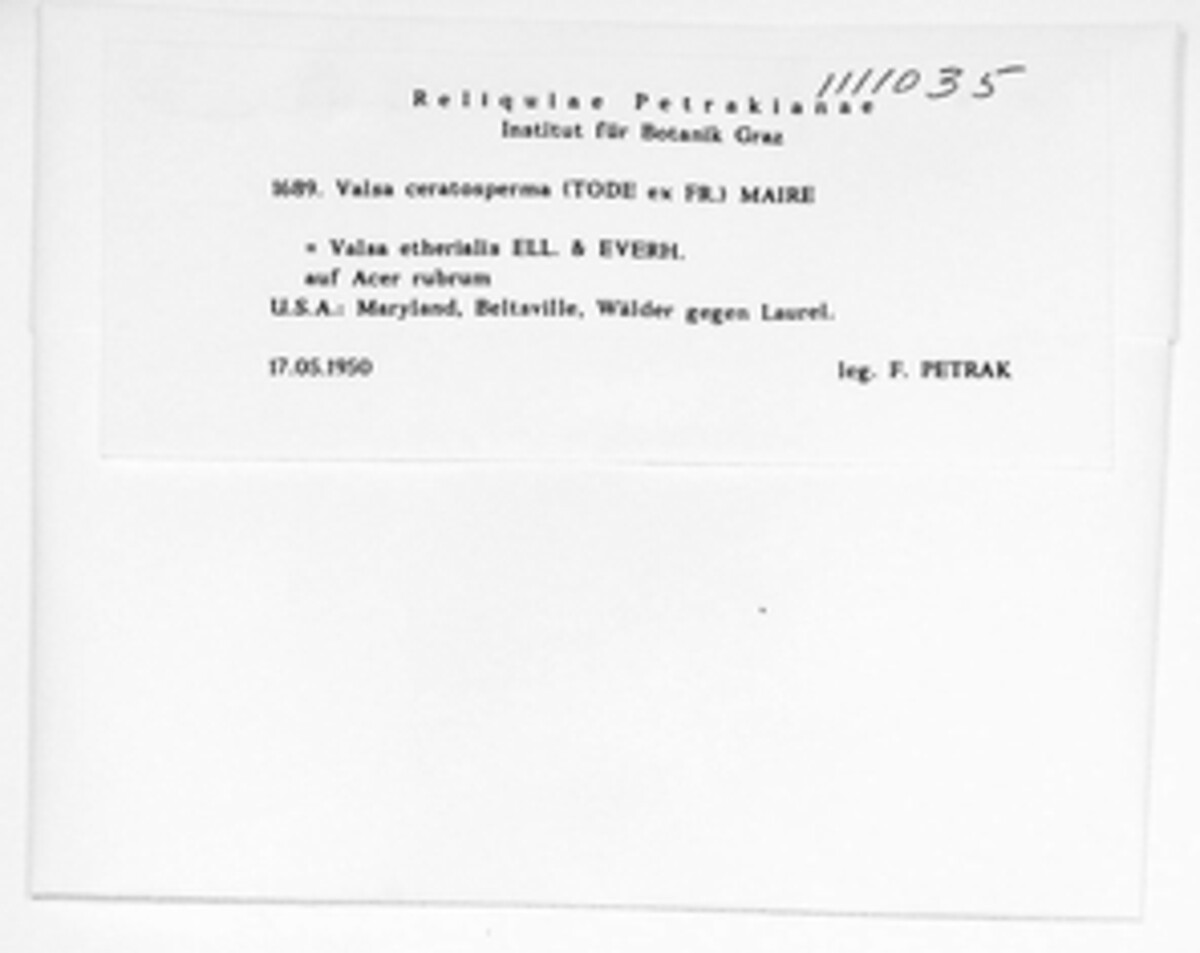 1111035
Reliquiae Petrakianae
Institut für Botanik Graz
1689. Valsa ceratosperma (TODE ex FR.) MAIRE
= Valsa etherialis ELL. & EVERH.
auf Acer rubrum
U.S.A.: Maryland, Beltsville, Wälder gegen Laurel.
17.05.1950 leg. F. PETRAK